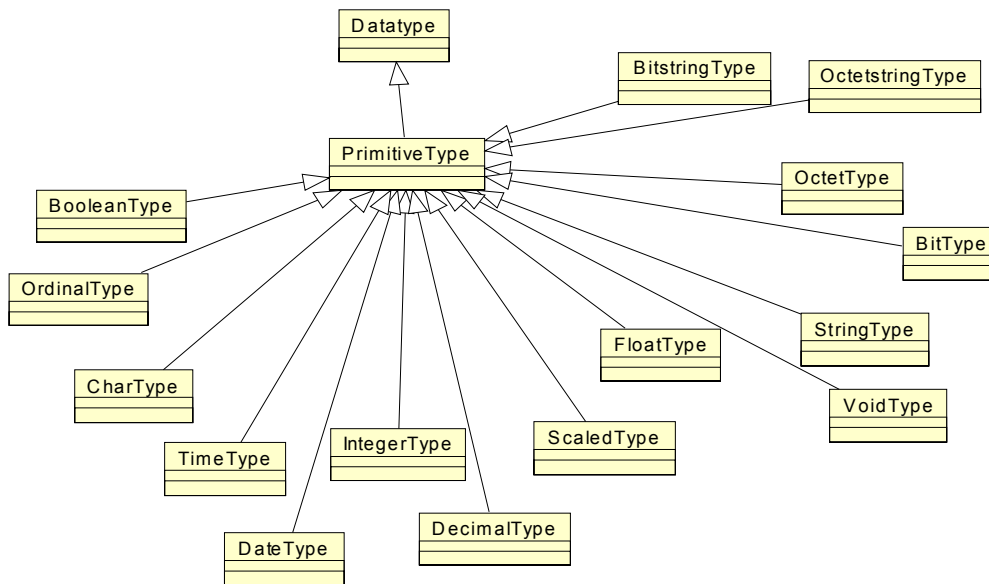 Datatype
BitstringType
OctetstringType
PrimitiveType
OctetType
BooleanType
BitType
OrdinalType
StringType
FloatType
CharType
VoidType
IntegerType
ScaledType
TimeType
DecimalType
DateType